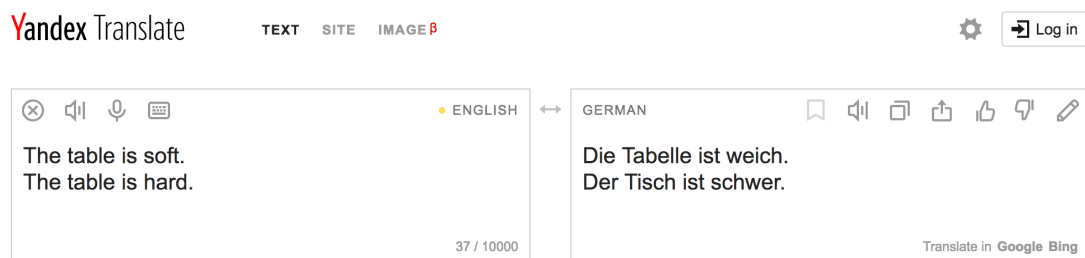 Yandex Translate TEXT SITE IMAGE β Log in
ENGLISH GERMAN
The table is soft.
The table is hard.
37 / 10000
Die Tabelle ist weich.
Der Tisch ist schwer.
Translate in Google Bing